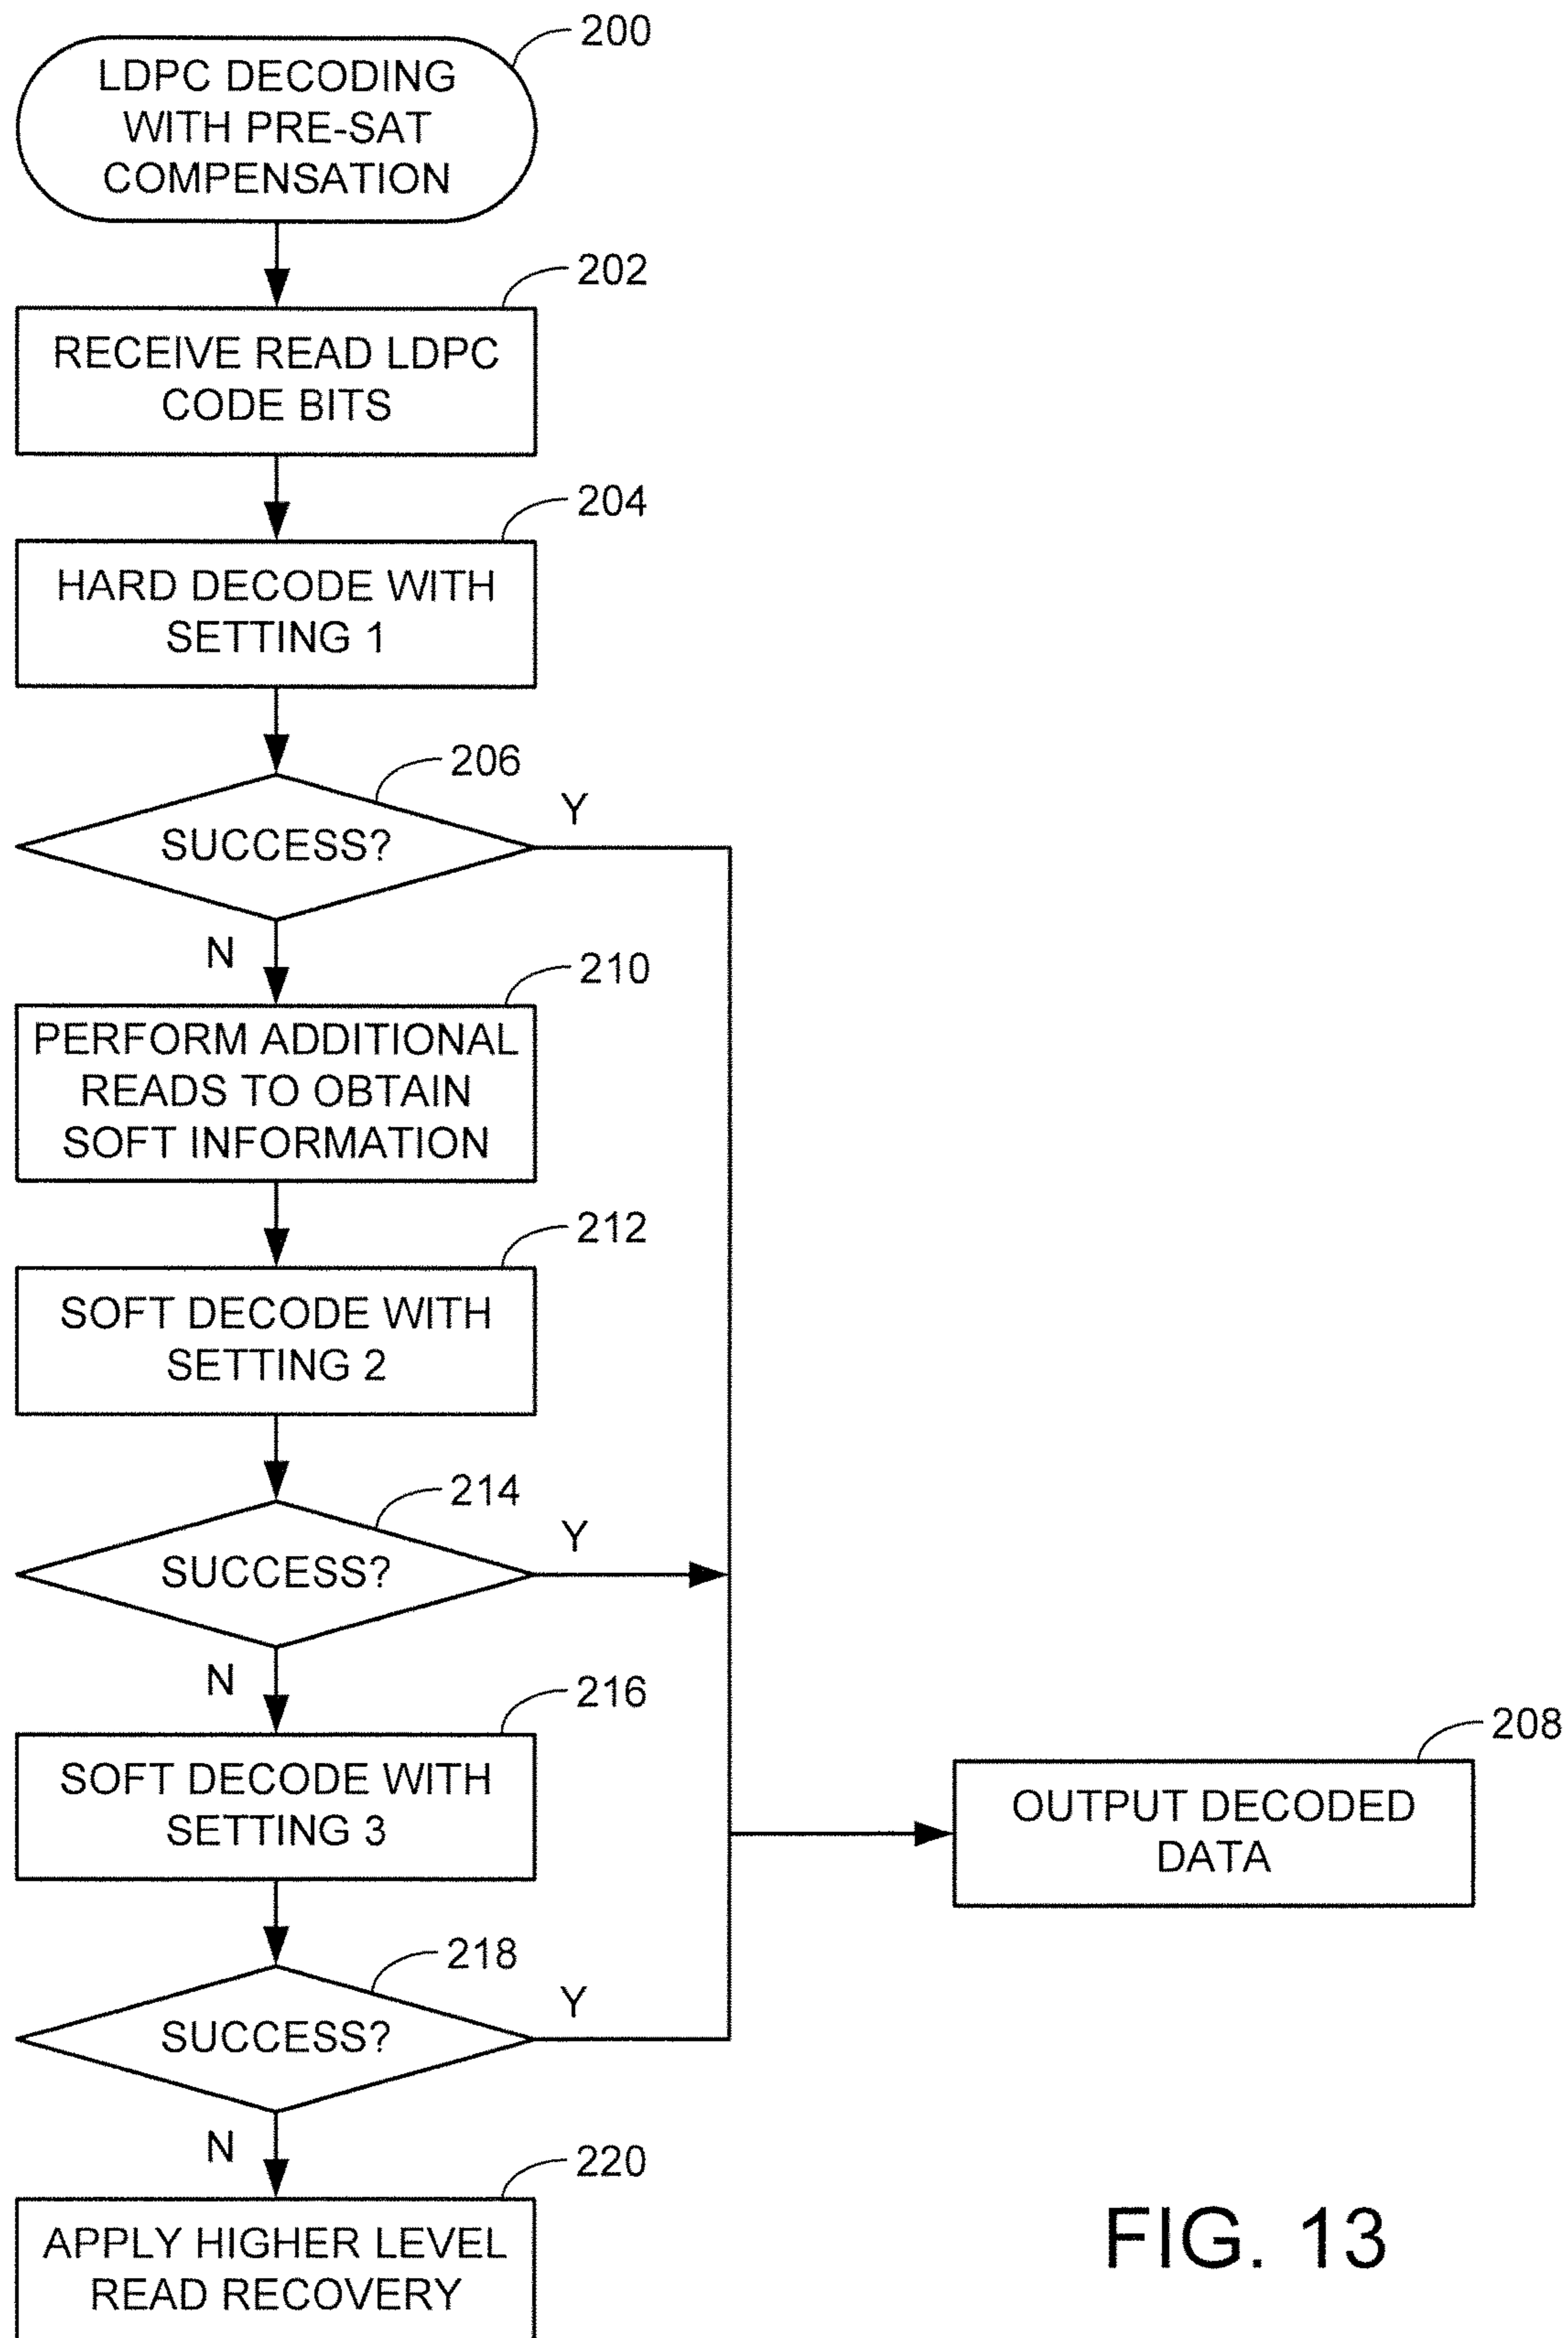 200
LDPC DECODING
WITH PRE-SAT
COMPENSATION
202
RECEIVE READ LDPC
CODE BITS
204
HARD DECODE WITH
SETTING 1
206
SUCCESS?
Y
N
210
PERFORM ADDITIONAL
READS TO OBTAIN
SOFT INFORMATION
212
SOFT DECODE WITH
SETTING 2
214
SUCCESS?
Y
N
216
SOFT DECODE WITH
SETTING 3
208
OUTPUT DECODED
DATA
218
SUCCESS?
Y
N
220
APPLY HIGHER LEVEL
READ RECOVERY
FIG. 13